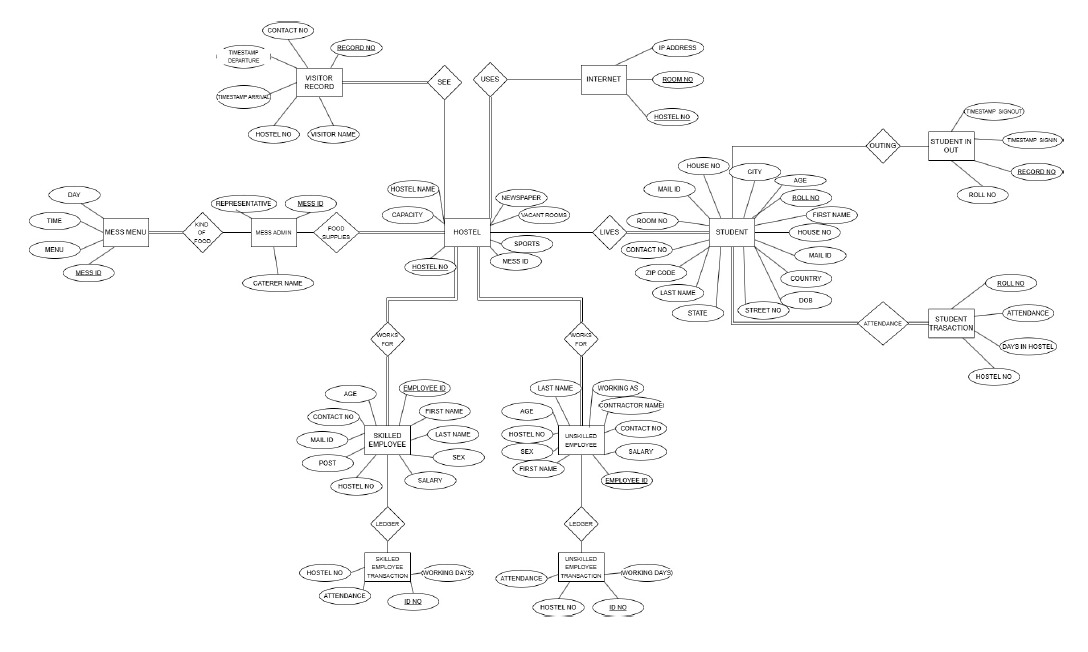 CONTACT NO
TIMESTAMP
DEPARTURE
RECORD NO
VISITOR
RECORD
TIMESTAMP ARRIVAL
HOSTEL NO
VISITOR NAME
SEE
USES
INTERNET
IP ADDRESS
ROOM NO
HOSTEL NO
OUTING
STUDENT IN
OUT
TIMESTAMP SIGNOUT
TIMESTAMP SIGNIN
RECORD NO
ROLL NO
DAY
TIME
MENU
MESS ID
MESS MENU
KIND
OF
FOOD
REPRESENTATIVE
MESS ID
MESS ADMIN
CATERER NAME
FOOD
SUPPLIES
HOSTEL NAME
CAPACITY
HOSTEL NO
HOSTEL
NEWSPAPER
VACANT ROOMS
SPORTS
MESS ID
LIVES
HOUSE NO
CITY
AGE
MAIL ID
ROLL NO
ROOM NO
FIRST NAME
STUDENT
HOUSE NO
CONTACT NO
MAIL ID
ZIP CODE
COUNTRY
LAST NAME
DOB
STATE
STREET NO
ATTENDANCE
STUDENT
TRASACTION
ROLL NO
ATTENDANCE
DAYS IN HOSTEL
HOSTEL NO
WORKS
FOR
WORKS
FOR
AGE
EMPLOYEE ID
CONTACT NO
FIRST NAME
MAIL ID
SKILLED
EMPLOYEE
LAST NAME
POST
SEX
HOSTEL NO
SALARY
LAST NAME
WORKING AS
CONTRACTOR NAME
AGE
HOSTEL NO
UNSKILLED
EMPLOYEE
CONTACT NO
SEX
SALARY
FIRST NAME
EMPLOYEE ID
LEDGER
LEDGER
HOSTEL NO
SKILLED
EMPLOYEE
TRANSACTION
WORKING DAYS
ATTENDANCE
ID NO
ATTENDANCE
UNSKILLED
EMPLOYEE
TRANSACTION
WORKING DAYS
HOSTEL NO
ID NO